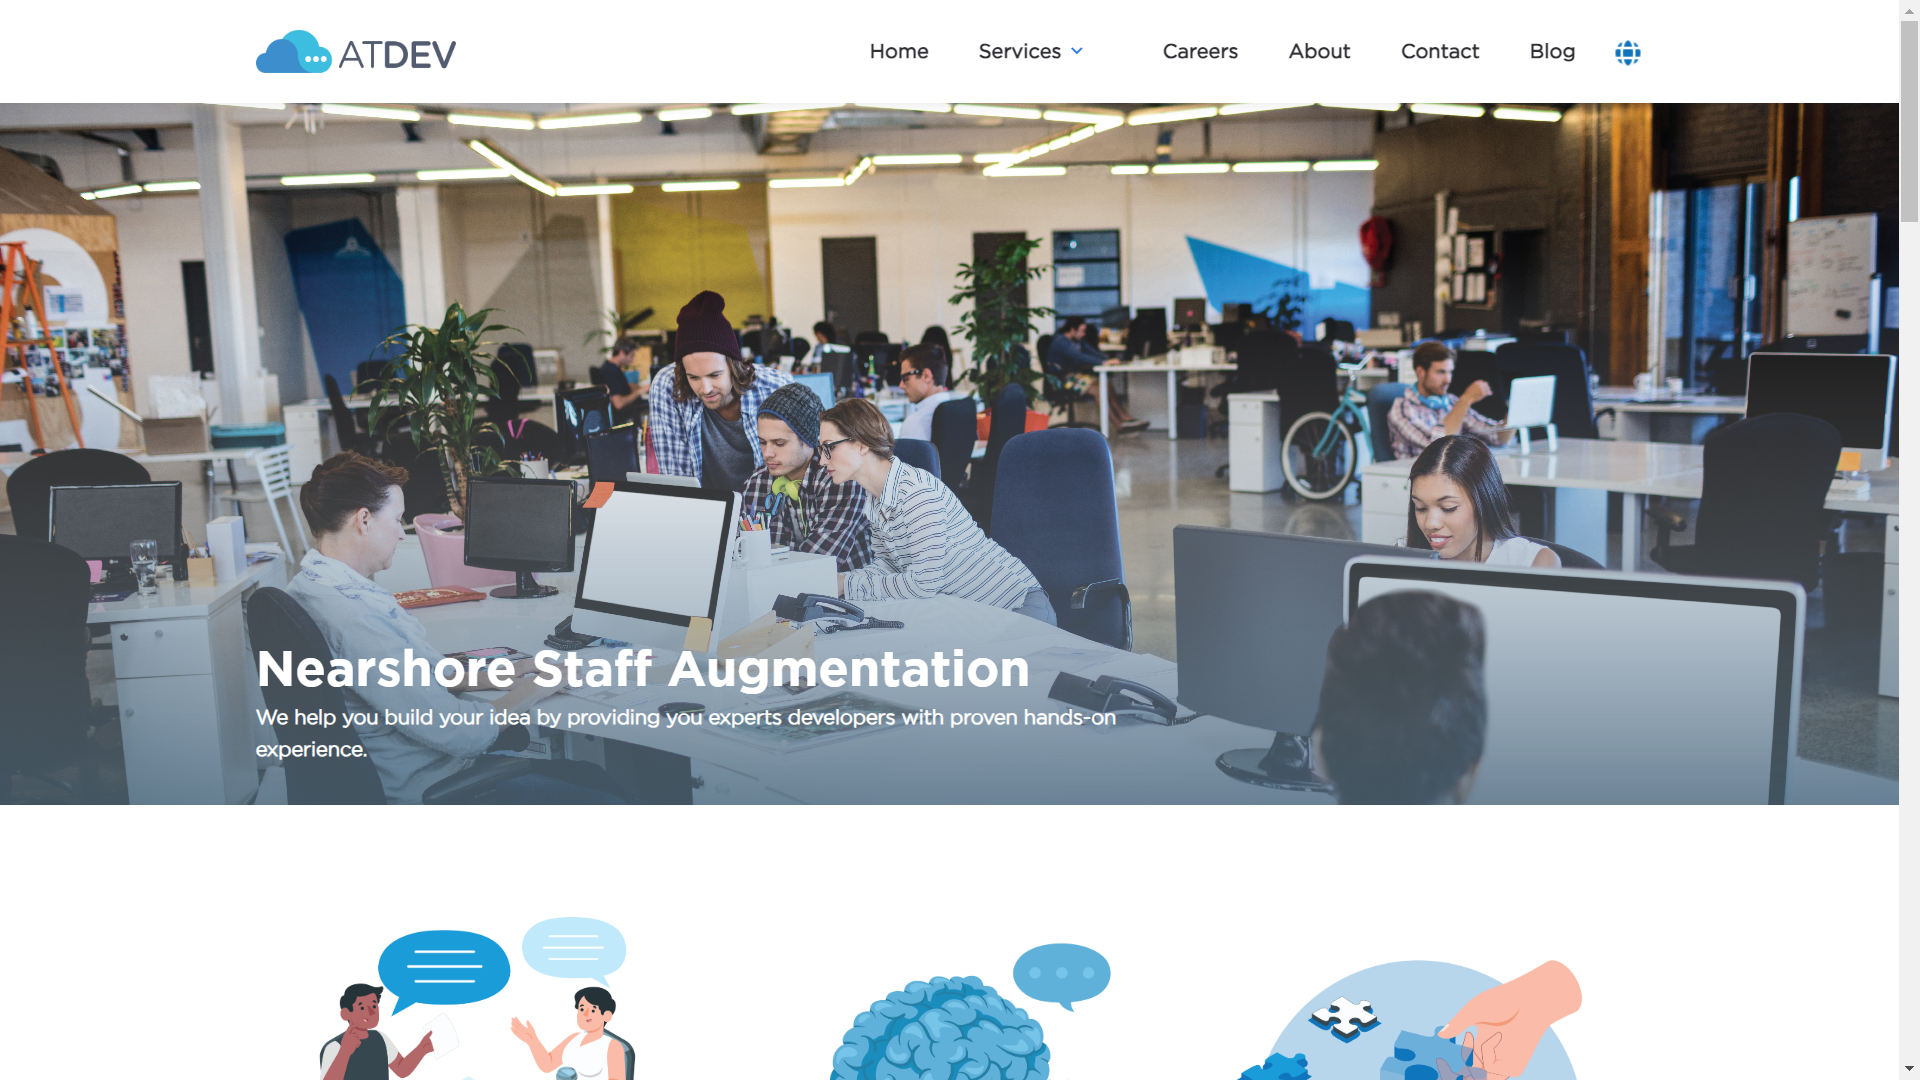 ATDEV
Home Services Careers About Contact Blog
Nearshore Staff Augmentation
We help you build your idea by providing you experts developers with proven hands-on
experience.